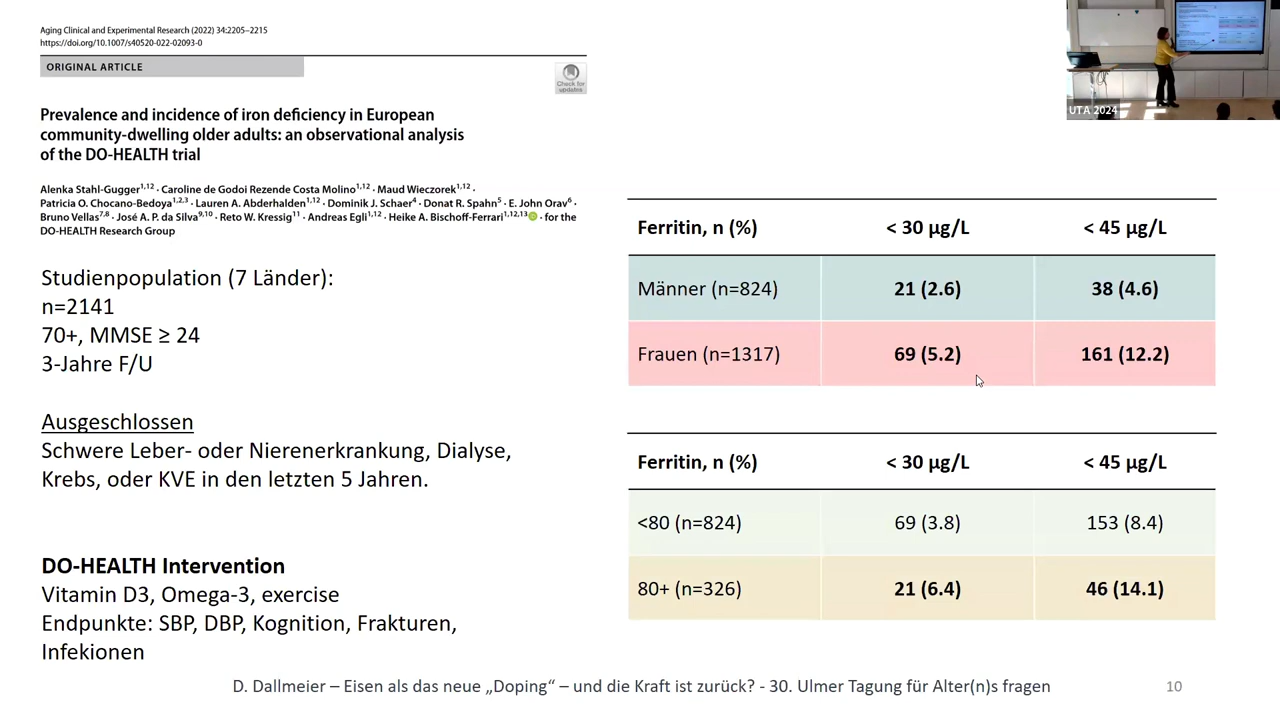 Aging Clinical and Experimental Research (2022) 34:2205–2215
https://doi.org/10.1007/s40520-022-02093-0
ORIGINAL ARTICLE
Check for
updates
Prevalence and incidence of iron deficiency in European
community-dwelling older adults: an observational analysis
of the DO-HEALTH trial
Alenka Stahl-Gugger1,12 · Caroline de Godoi Rezende Costa Molino1,12 · Maud Wieczorek1,12 ·
Patricia O. Chocano-Bedoya1,2,3 · Lauren A. Abderhalden1,12 · Dominik J. Schaer4 · Donat R. Spahn5 · E. John Orav6 ·
Bruno Vellas7,8 · José A. P. da Silva9,10 · Reto W. Kressig11 · Andreas Egli1,12 · Heike A. Bischoff-Ferrari1,12,13 · for the
DO-HEALTH Research Group
Studienpopulation (7 Länder):
n=2141
70+, MMSE ≥ 24
3-Jahre F/U
Ausgeschlossen
Schwere Leber- oder Nierenerkrankung, Dialyse,
Krebs, oder KVE in den letzten 5 Jahren.
DO-HEALTH Intervention
Vitamin D3, Omega-3, exercise
Endpunkte: SBP, DBP, Kognition, Frakturen,
Infekionen
UTA 2024
Ferritin, n (%) < 30 µg/L < 45 µg/L
Männer (n=824) 21 (2.6) 38 (4.6)
Frauen (n=1317) 69 (5.2) 161 (12.2)
Ferritin, n (%) < 30 µg/L < 45 µg/L
<80 (n=824) 69 (3.8) 153 (8.4)
80+ (n=326) 21 (6.4) 46 (14.1)
D. Dallmeier – Eisen als das neue „Doping“ – und die Kraft ist zurück? - 30. Ulmer Tagung für Alter(n)s fragen
10